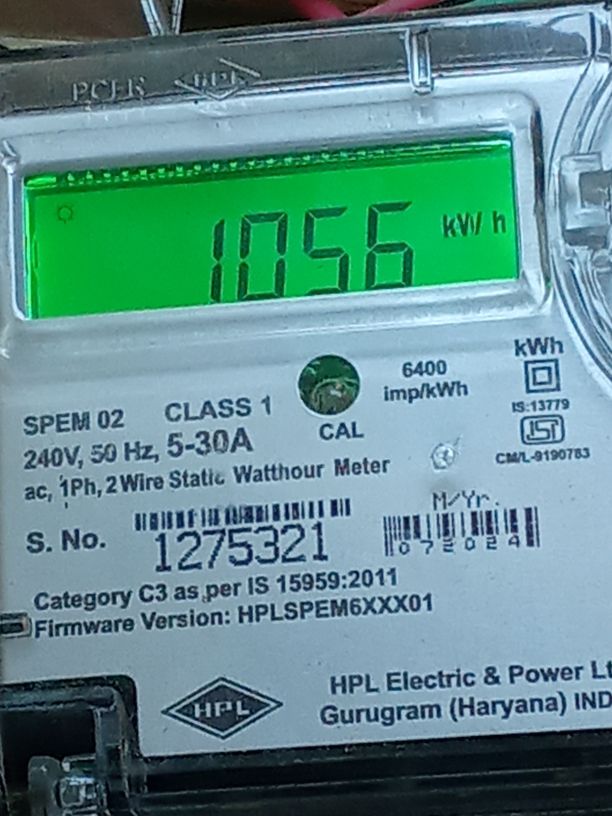 HPL
1056 kWh
6400
imp/kWh
kWh
IS:13779
ISI
CM/L-9190783
CAL
SPEM 02 CLASS 1
240V, 50 Hz, 5-30A
ac, 1Ph, 2 Wire Static Watthour Meter
M/Yr.
S. No. 1275321
072024
Category C3 as per IS 15959:2011
Firmware Version: HPLSPEM6XXX01
HPL
HPL Electric & Power
Gurugram (Haryana)